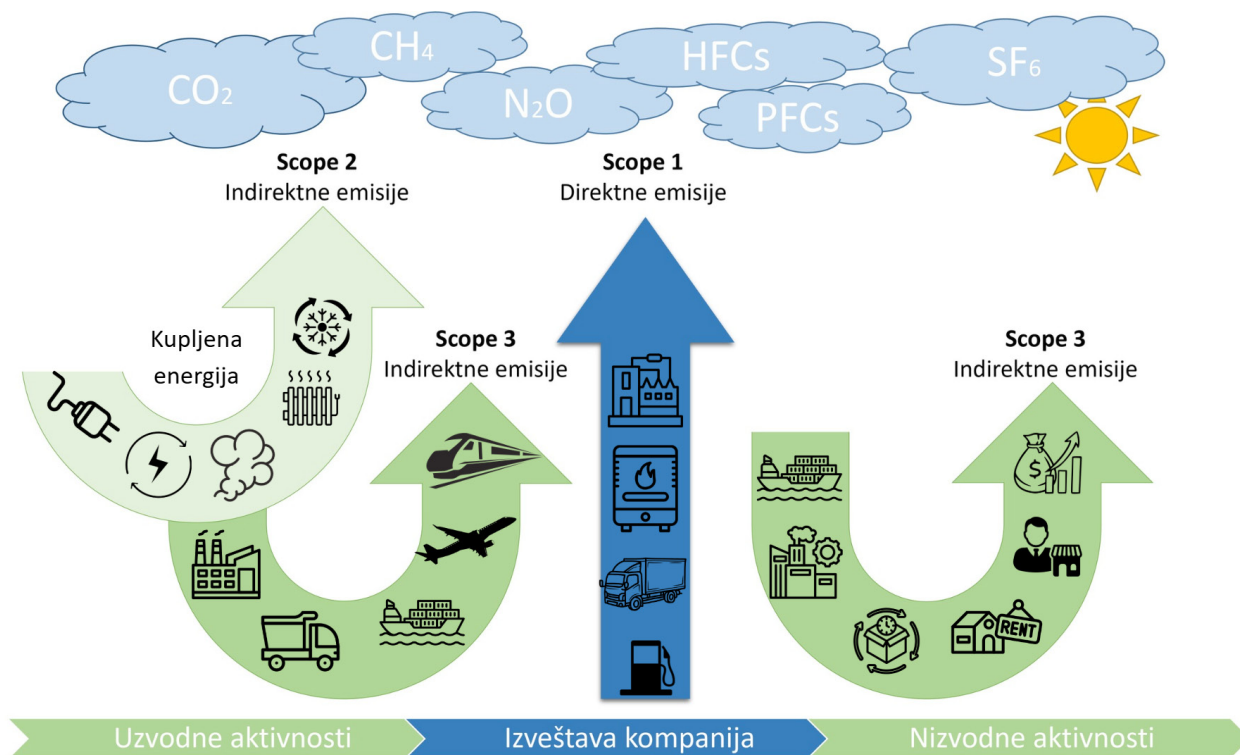 CO₂
CH₄
N₂O
HFCs
PFCs
SF₆
Scope 2
Indirektne emisije
Scope 1
Direktne emisije
Kupljena
energija
Scope 3
Indirektne emisije
Scope 3
Indirektne emisije
$
RENT
Uzvodne aktivnosti
Izveštava kompanija
Nizvodne aktivnosti